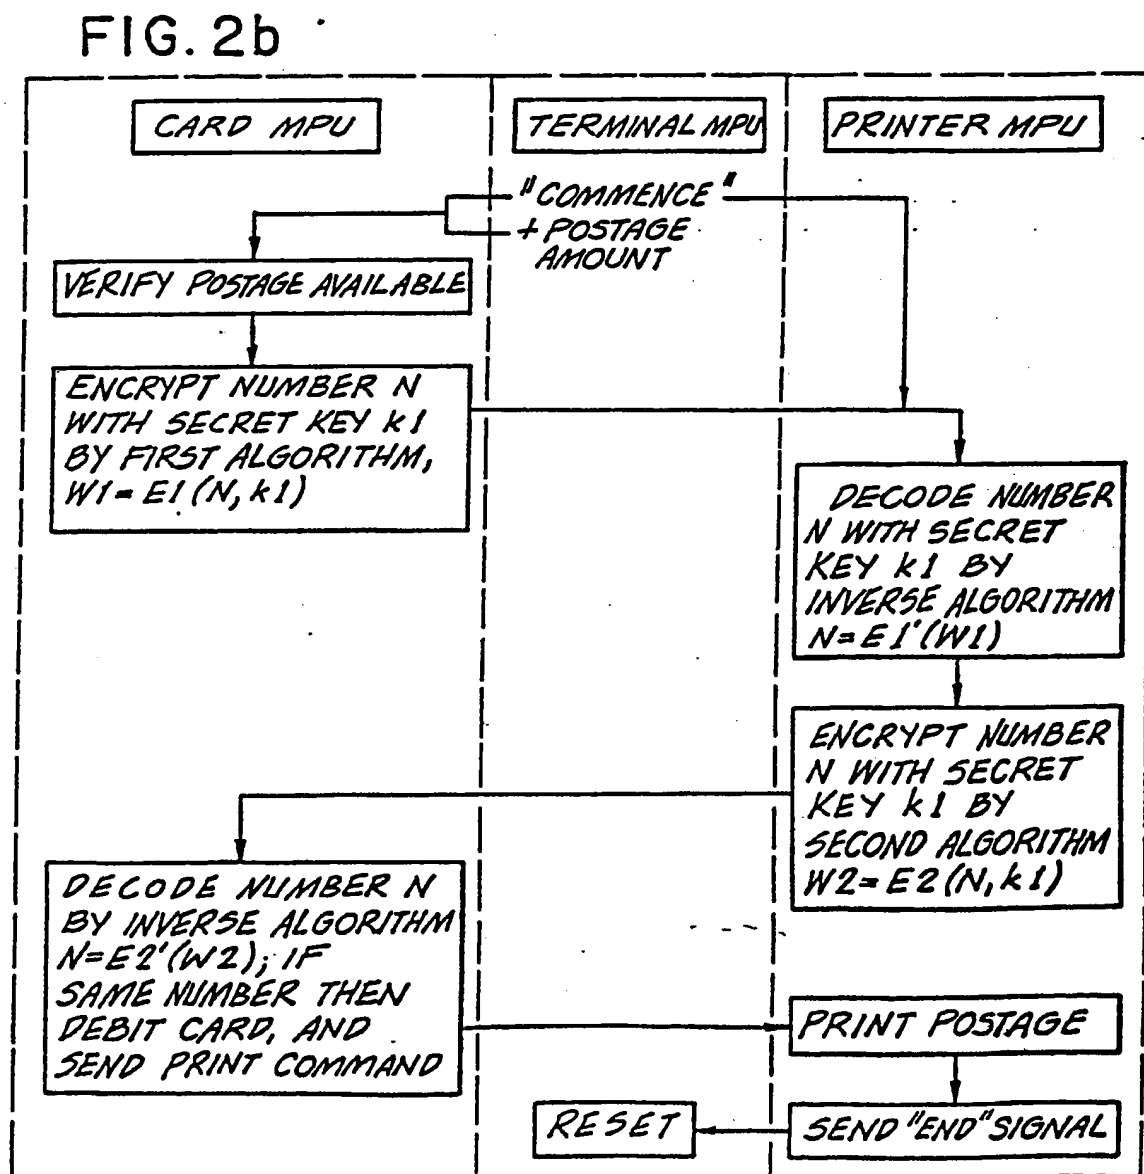 FIG. 2b
CARD MPU
TERMINAL MPU
PRINTER MPU
"COMMENCE"
+ POSTAGE
AMOUNT
VERIFY POSTAGE AVAILABLE
ENCRYPT NUMBER N
WITH SECRET KEY k1
BY FIRST ALGORITHM,
W1=E1(N,k1)
DECODE NUMBER
N WITH SECRET
KEY k1 BY
INVERSE ALGORITHM
N=E1'(W1)
ENCRYPT NUMBER
N WITH SECRET
KEY k1 BY
SECOND ALGORITHM
W2=E2(N,k1)
DECODE NUMBER N
BY INVERSE ALGORITHM
N=E2'(W2); IF
SAME NUMBER THEN
DEBIT CARD, AND
SEND PRINT COMMAND
PRINT POSTAGE
RESET
SEND "END" SIGNAL